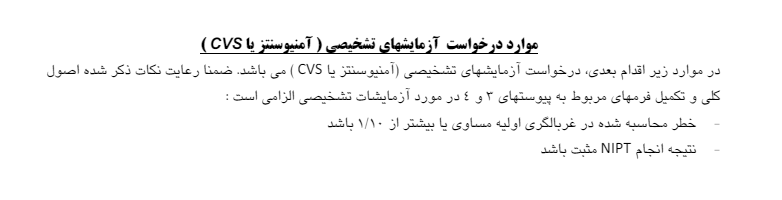 موارد درخواست آزمایشهای تشخیصی ( آمنیوسنتز یا CVS )
در موارد زیر اقدام بعدی، درخواست آزمایشهای تشخیصی (آمنیوسنتز یا CVS ) می باشد. ضمنا رعایت نکات ذکر شده اصول
کلی و تکمیل فرمهای مربوط به پیوستهای ۳ و ٤ در مورد آزمایشات تشخیصی الزامی است :
- خطر محاسبه شده در غربالگری اولیه مساوی یا بیشتر از ۱/۱۰ باشد
- نتیجه انجام NIPT مثبت باشد